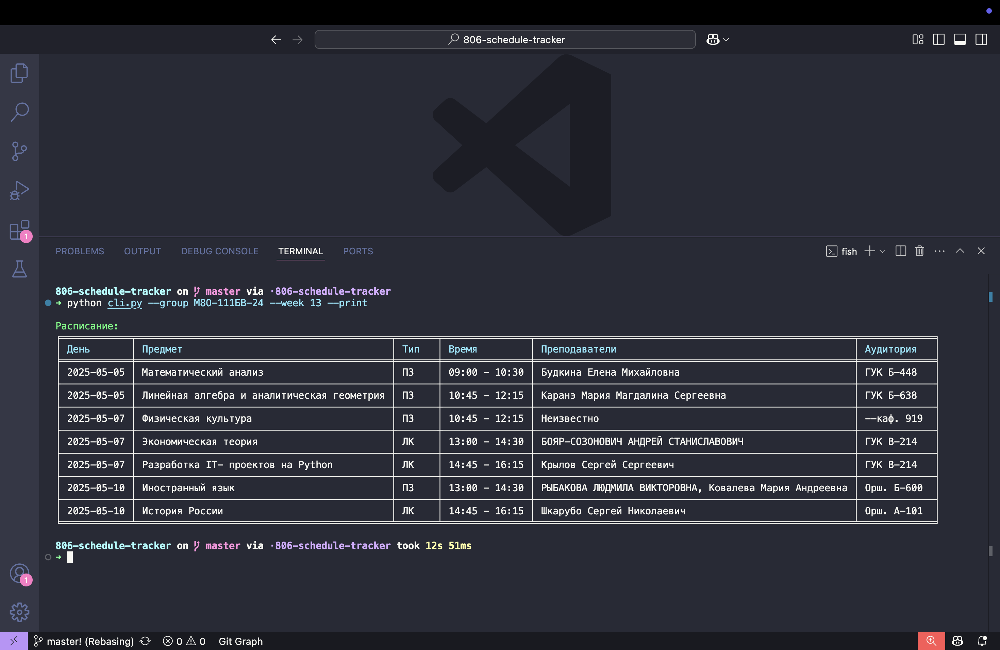 806-schedule-tracker
1
PROBLEMS OUTPUT DEBUG CONSOLE TERMINAL PORTS fish
806-schedule-tracker on master via ·806-schedule-tracker
➜ python cli.py --group М8О-111БВ-24 --week 13 --print
Расписание:
День Предмет Тип Время Преподаватели Аудитория
2025-05-05 Математический анализ ПЗ 09:00 - 10:30 Будкина Елена Михайловна ГУК Б-448
2025-05-05 Линейная алгебра и аналитическая геометрия ПЗ 10:45 - 12:15 Каранэ Мария Магдалина Сергеевна ГУК Б-638
2025-05-07 Физическая культура ПЗ 10:45 - 12:15 Неизвестно --каф. 919
2025-05-07 Экономическая теория ЛК 13:00 - 14:30 БОЯР-СОЗОНОВИЧ АНДРЕЙ СТАНИСЛАВОВИЧ ГУК В-214
2025-05-07 Разработка IT- проектов на Python ЛК 14:45 - 16:15 Крылов Сергей Сергеевич ГУК В-214
2025-05-10 Иностранный язык ПЗ 13:00 - 14:30 РЫБАКОВА ЛЮДМИЛА ВИКТОРОВНА, Ковалева Мария Андреевна Орш. Б-600
2025-05-10 История России ЛК 14:45 - 16:15 Шкарубо Сергей Николаевич Орш. А-101
806-schedule-tracker on master via ·806-schedule-tracker took 12s 51ms
➜
1
master! (Rebasing) 0 0 Git Graph